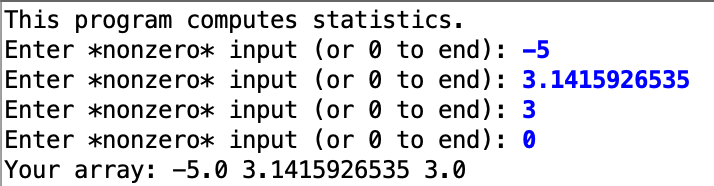 This program computes statistics.
Enter *nonzero* input (or 0 to end): -5
Enter *nonzero* input (or 0 to end): 3.1415926535
Enter *nonzero* input (or 0 to end): 3
Enter *nonzero* input (or 0 to end): 0
Your array: -5.0 3.1415926535 3.0